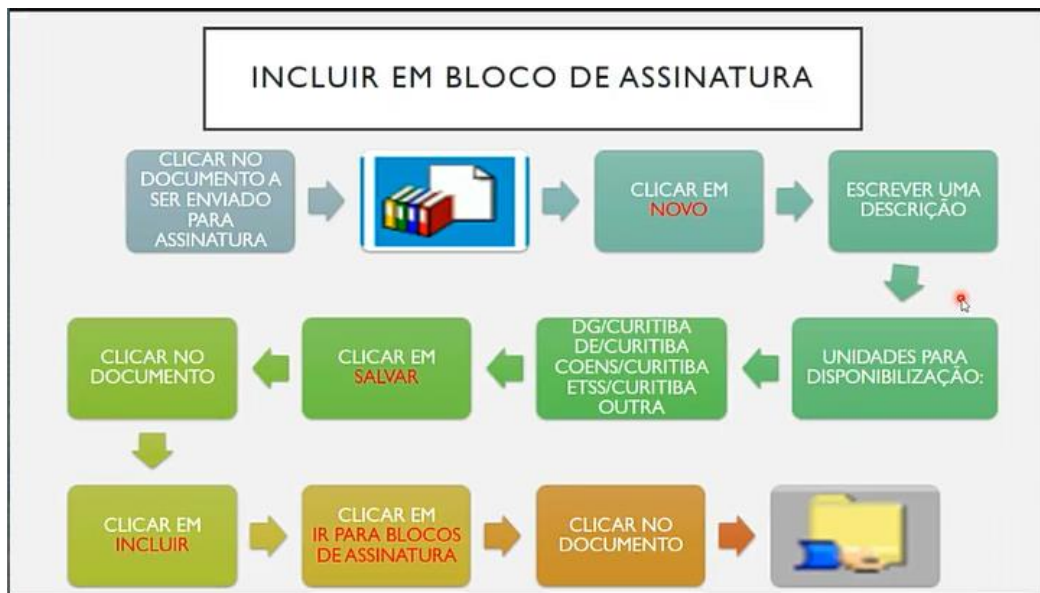 INCLUIR EM BLOCO DE ASSINATURA
CLICAR NO
DOCUMENTO A
SER ENVIADO
PARA
ASSINATURA
CLICAR EM
NOVO
ESCREVER UMA
DESCRIÇÃO
UNIDADES PARA
DISPONIBILIZAÇÃO:
DG/CURITIBA
DE/CURITIBA
COENS/CURITIBA
ETSS/CURITIBA
OUTRA
CLICAR EM
SALVAR
CLICAR NO
DOCUMENTO
CLICAR EM
INCLUIR
CLICAR EM
IR PARA BLOCOS
DE ASSINATURA
CLICAR NO
DOCUMENTO